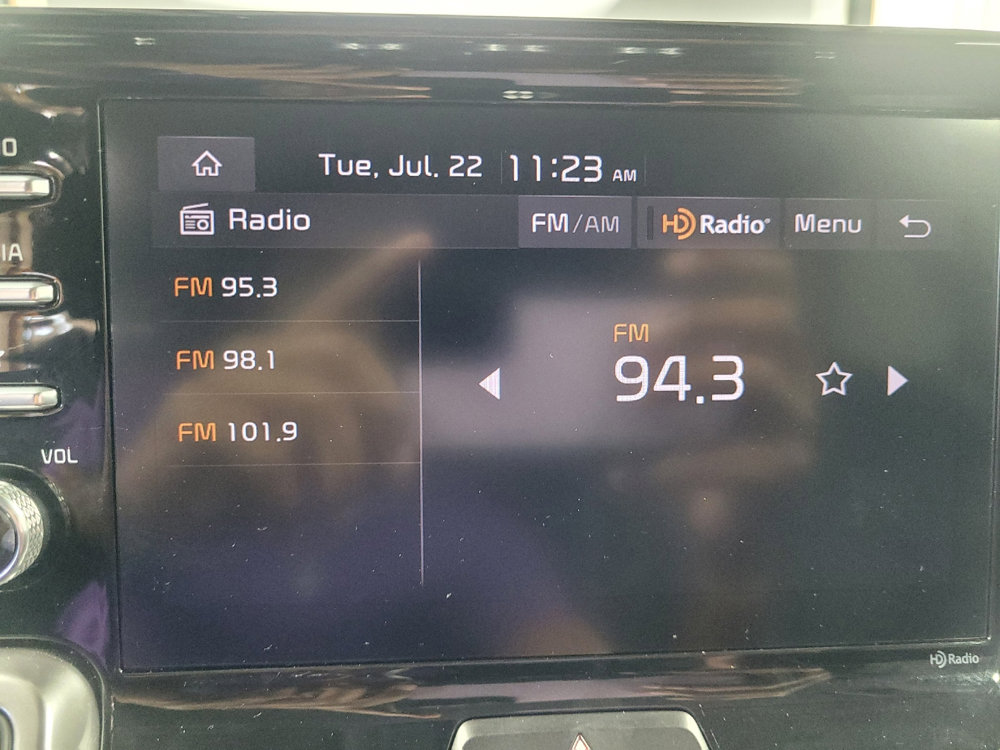 Tue, Jul. 22 11:23 AM
Radio FM/AM HD Radio® Menu
FM 95.3
FM 98.1
FM 101.9
FM
94.3
VOL
HD Radio